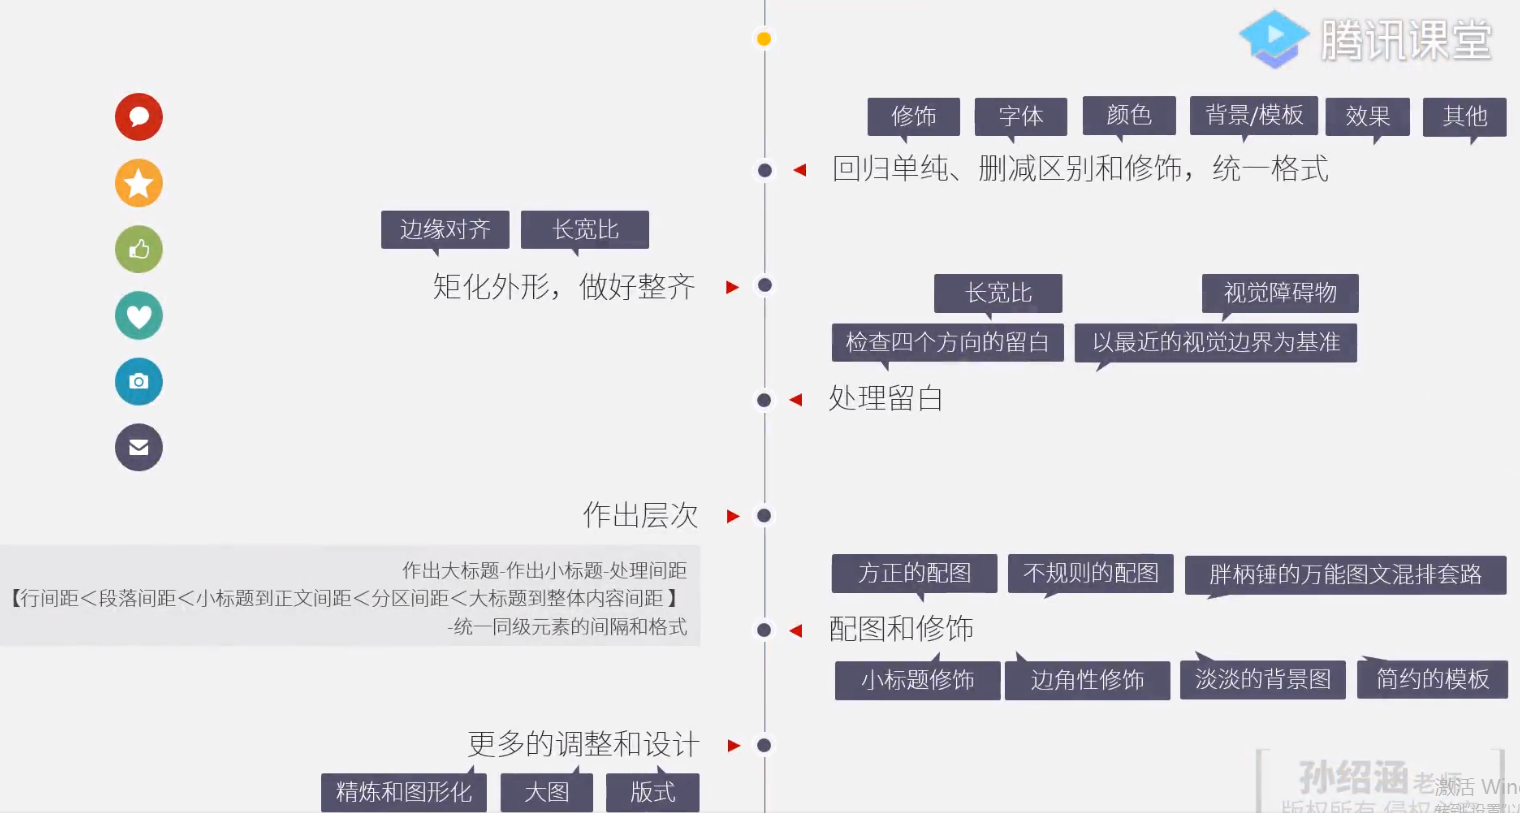 腾讯课堂
修饰 字体 颜色 背景/模板 效果 其他
回归单纯、删减区别和修饰，统一格式
边缘对齐 长宽比
矩化外形，做好整齐
长宽比 视觉障碍物
检查四个方向的留白 以最近的视觉边界为基准
处理留白
作出层次
作出大标题-作出小标题-处理间距
【行间距＜段落间距＜小标题到正文间距＜分区间距＜大标题到整体内容间距 】
-统一同级元素的间隔和格式
方正的配图 不规则的配图 胖柄锤的万能图文混排套路
配图和修饰
小标题修饰 边角性修饰 淡淡的背景图 简约的模板
更多的调整和设计
精炼和图形化 大图 版式
孙绍涵老师
激活 Win
版权所有 侵权